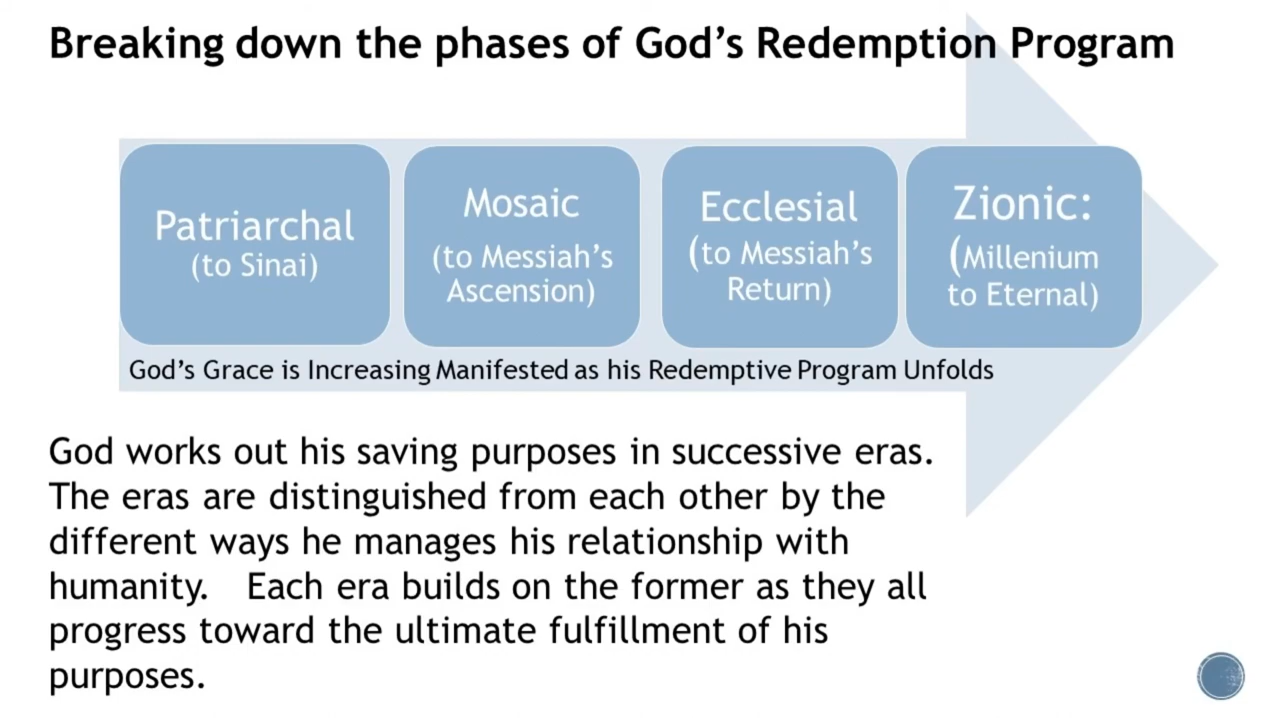 Breaking down the phases of God's Redemption Program
Patriarchal
(to Sinai)
Mosaic
(to Messiah's
Ascension)
Ecclesial
(to Messiah's
Return)
Zionic:
(Millenium
to Eternal)
God's Grace is Increasing Manifested as his Redemptive Program Unfolds
God works out his saving purposes in successive eras.
The eras are distinguished from each other by the
different ways he manages his relationship with
humanity.   Each era builds on the former as they all
progress toward the ultimate fulfillment of his
purposes.